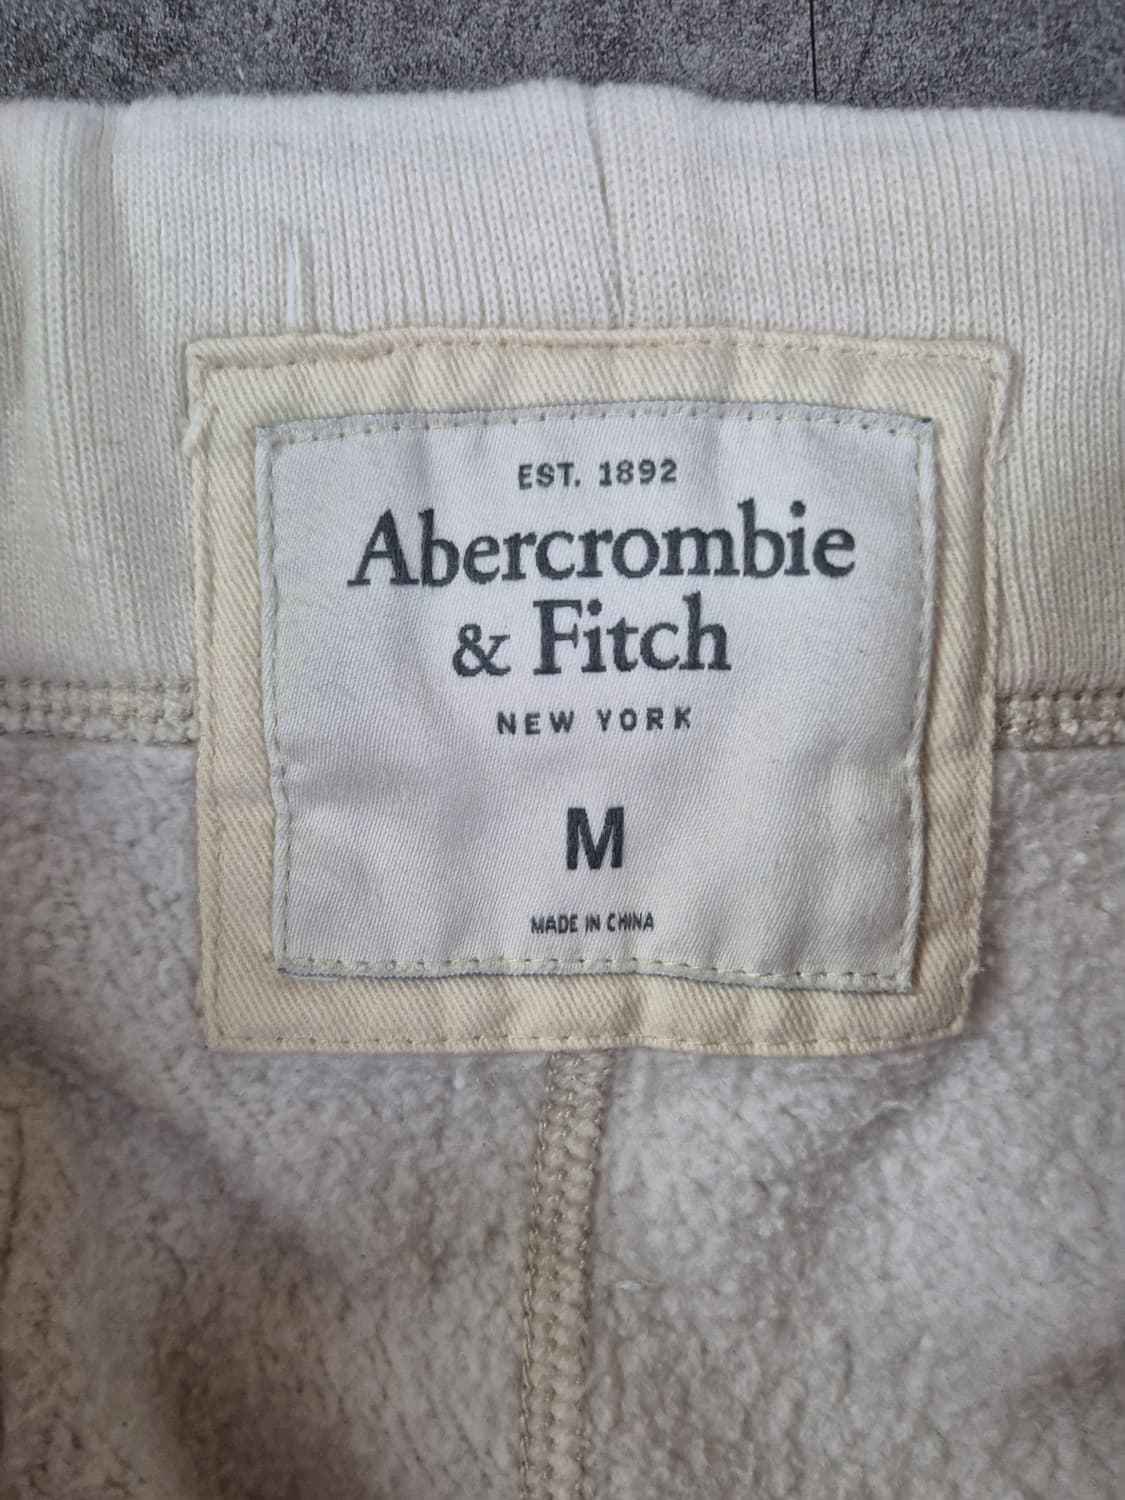 EST. 1892
Abercrombie
& Fitch
NEW YORK
M
MADE IN CHINA